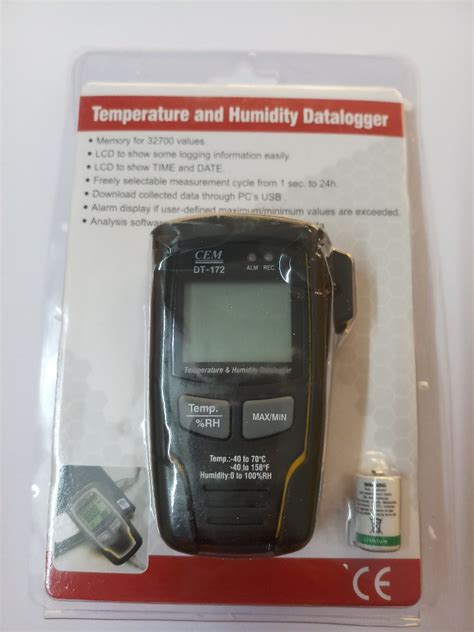 Temperature and Humidity Datalogger
• Memory for 32700 values.
• LCD to show some logging information easily.
• LCD to show TIME and DATE.
• Freely selectable measurement cycle from 1 sec. to 24h.
• Download collected data through PC's USB
• Alarm display if user-defined maximum/minimum values are exceeded.
• Analysis software
CEM
DT-172
ALM REC
Temperature & Humidity Datalogger
Temp.
%RH
MAX/MIN
Temp.:-40 to 70°C
-40 to 158°F
Humidity:0 to 100%RH
WARNING
Lithium
CE